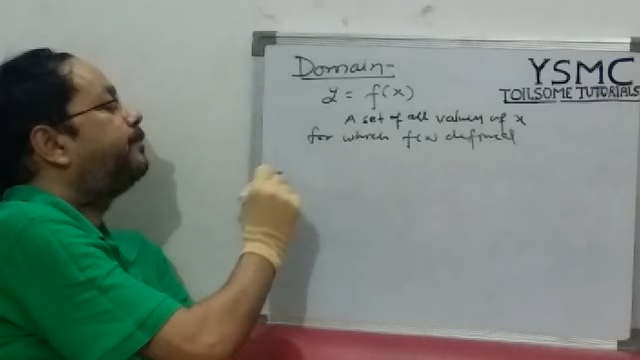 Domain-
y = f(x)
A set of all values of x
for which f(x) defined
YSMC
TOILSOME TUTORIALS